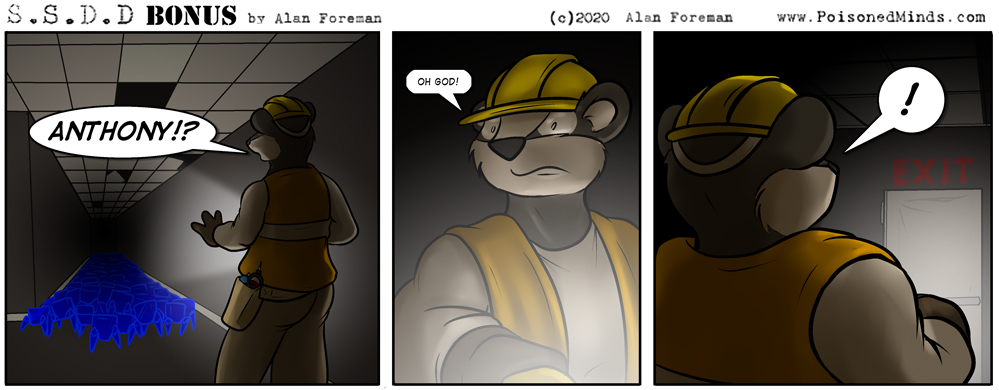 S.S.D.D BONUS by Alan Foreman (c)2020 Alan Foreman www.PoisonedMinds.com
ANTHONY!?
OH GOD!
!
EXIT